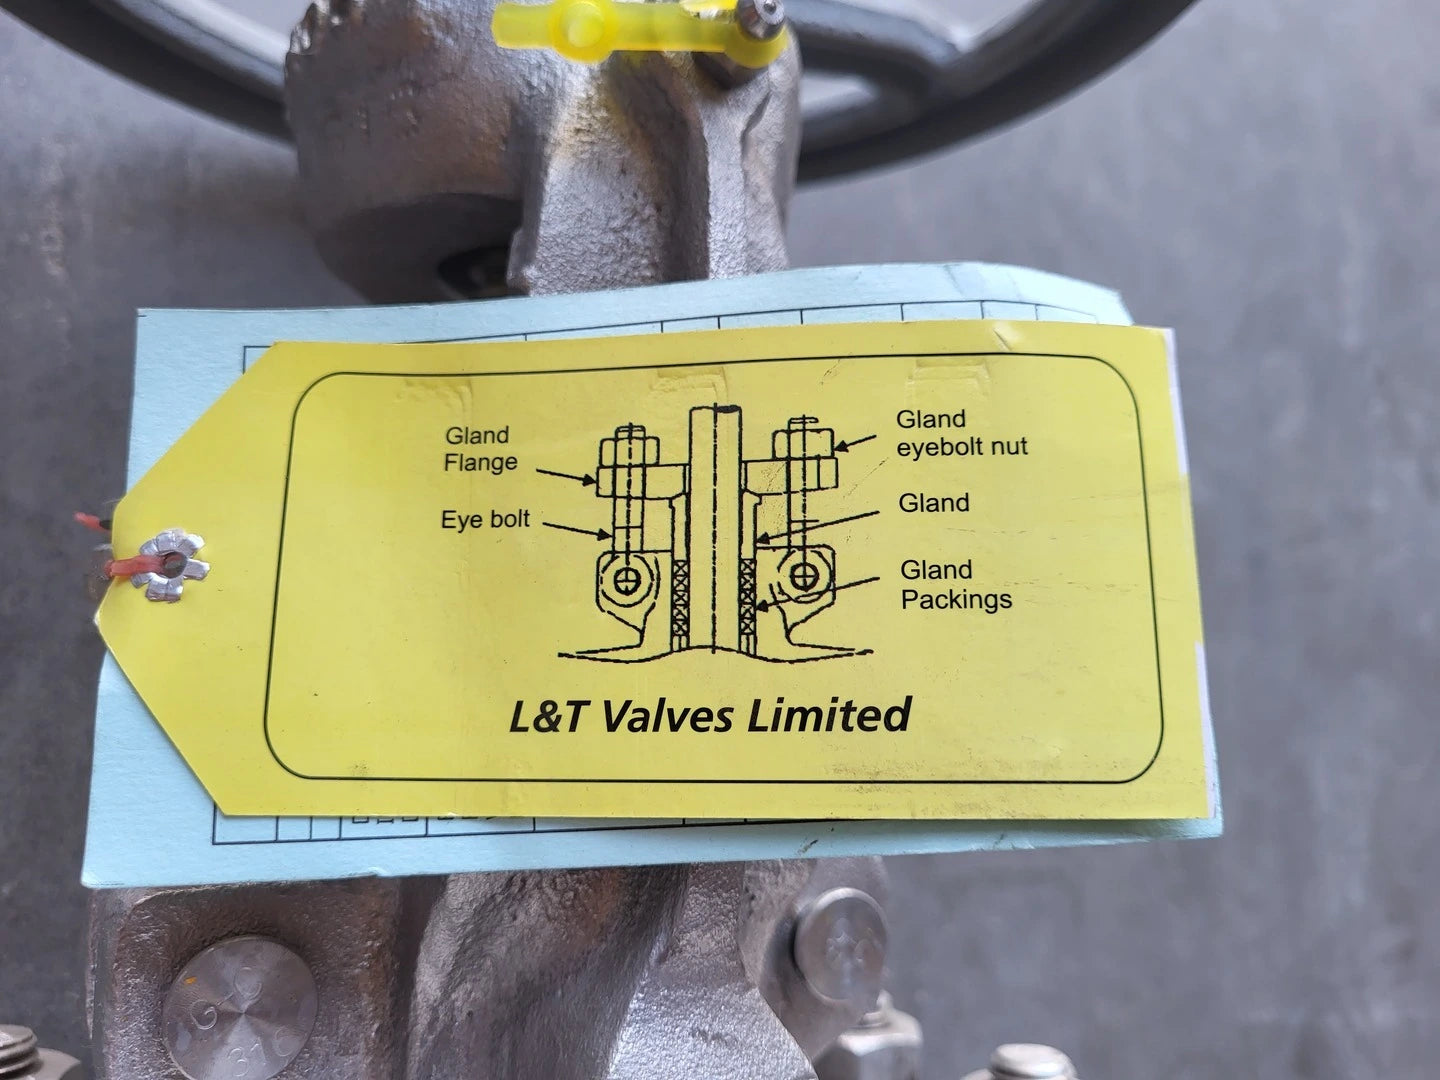 Gland
Flange
Eye bolt
Gland
eyebolt nut
Gland
Gland
Packings
L&T Valves Limited